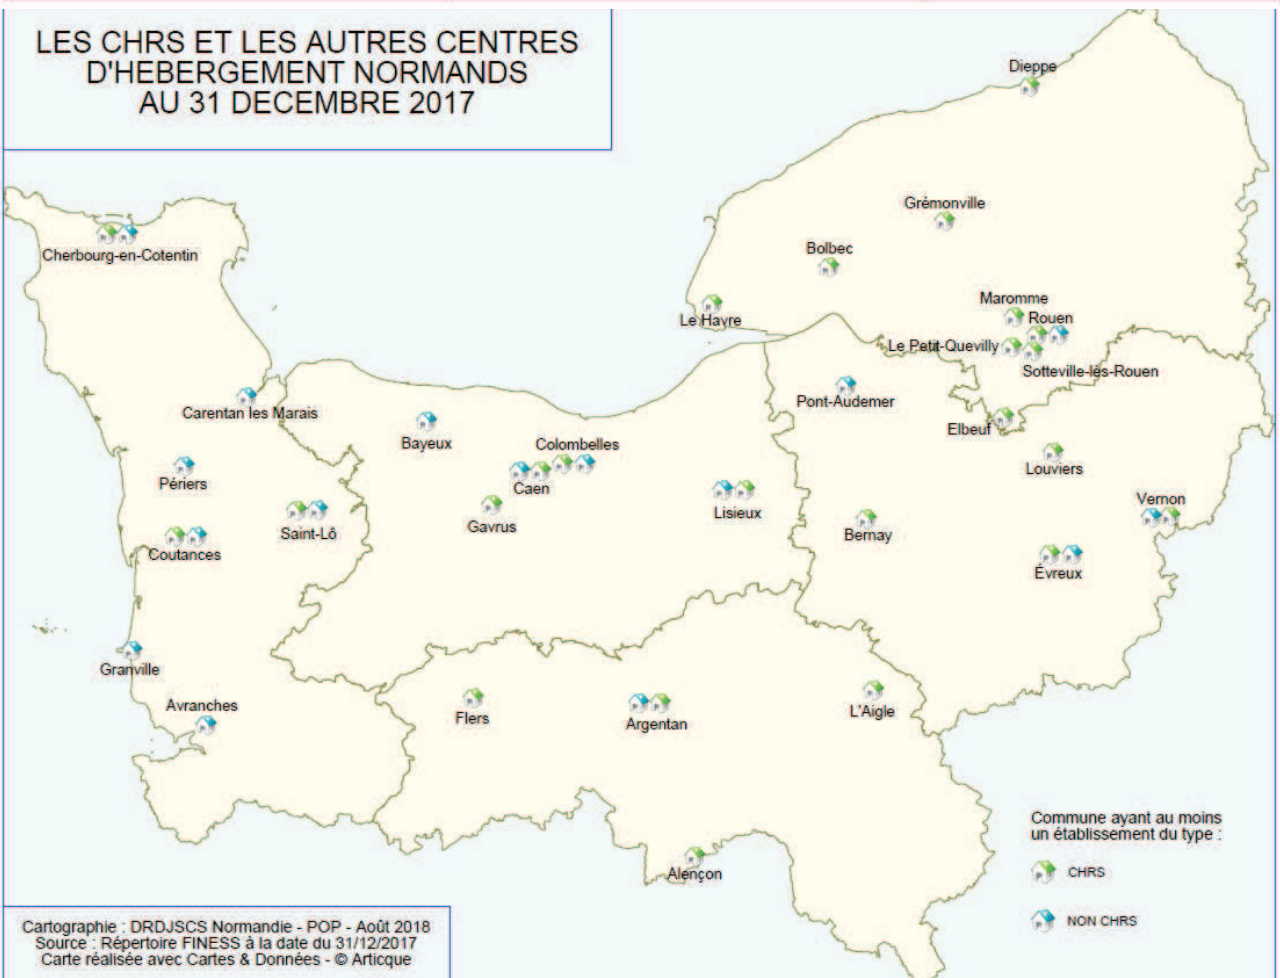 LES CHRS ET LES AUTRES CENTRES
D'HEBERGEMENT NORMANDS
AU 31 DECEMBRE 2017
Dieppe
Grémonville
Cherbourg-en-Cotentin
Bolbec
Maromme
Le Havre
Rouen
Le Petit-Quevilly
Sotteville-lès-Rouen
Carentan les Marais
Pont-Audemer
Elbeuf
Bayeux
Colombelles
Louviers
Périers
Caen
Vernon
Lisieux
Gavrus
Saint-Lô
Bernay
Coutances
Évreux
Granville
Avranches
Flers
Argentan
L'Aigle
Alençon
Commune ayant au moins
un établissement du type :
CHRS
NON CHRS
Cartographie : DRDJSCS Normandie - POP - Août 2018
Source : Répertoire FINESS à la date du 31/12/2017
Carte réalisée avec Cartes & Données - © Articque